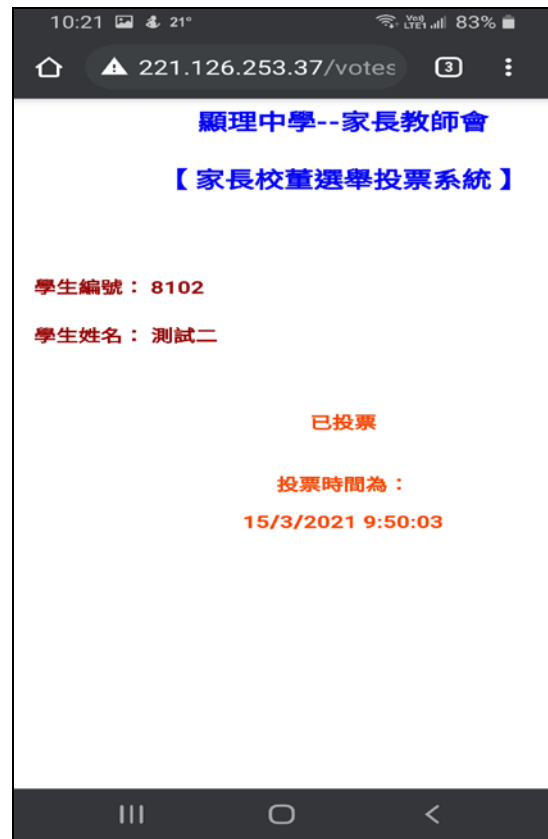 10:21 21° VoLTE1 83%
221.126.253.37/votes 3
顯理中學--家長教師會
【家長校董選舉投票系統】
學生編號： 8102
學生姓名： 測試二
已投票
投票時間為：
15/3/2021 9:50:03